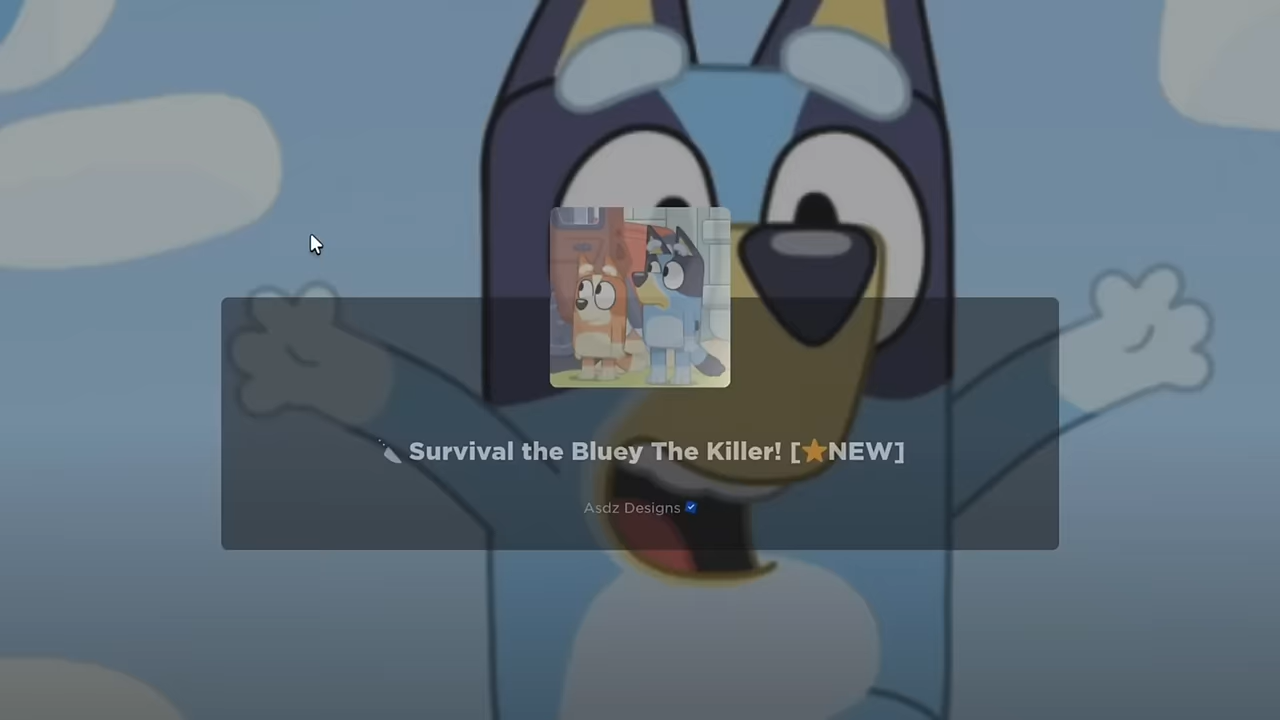 🔪 Survival the Bluey The Killer! [⭐NEW]
Asdz Designs